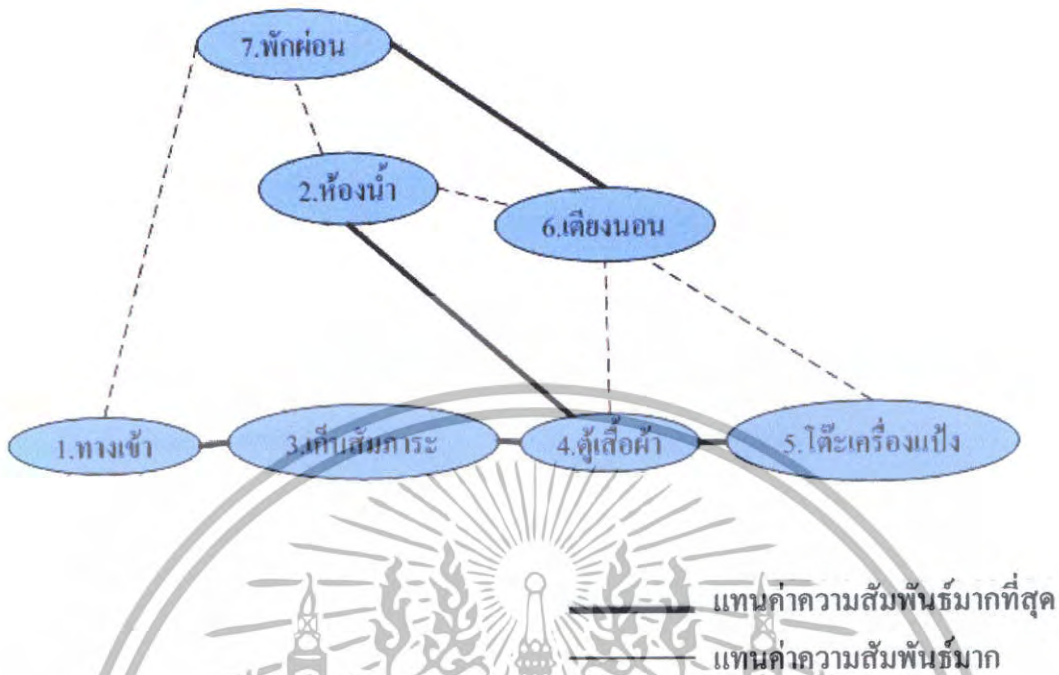 7.พักผ่อน
2.ห้องน้ำ
6.เตียงนอน
1.ทางเข้า
3.เก็บสัมภาระ
4.ตู้เสื้อผ้า
5.โต๊ะเครื่องแป้ง
แทนค่าความสัมพันธ์มากที่สุด
แทนค่าความสัมพันธ์มาก